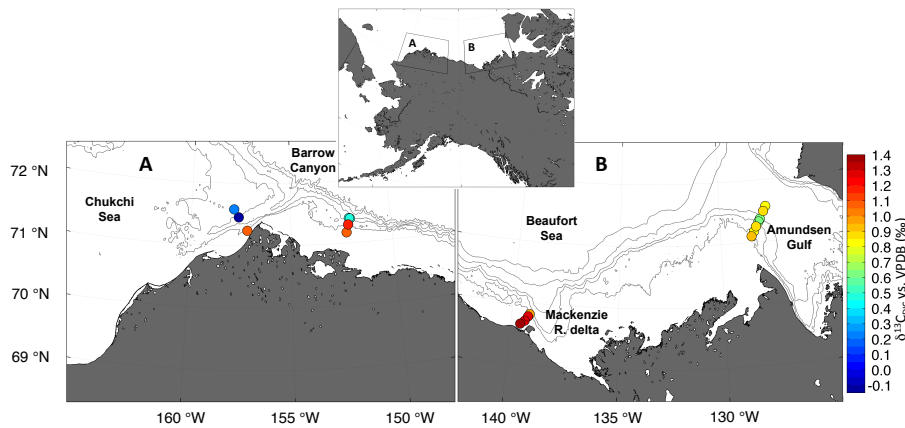 A
B
A
B
72 °N
71 °N
70 °N
69 °N
Chukchi
Sea
Barrow
Canyon
Beaufort
Sea
Amundsen
Gulf
Mackenzie
R. delta
160 °W
155 °W
150 °W
140 °W
135 °W
130 °W
1.4
1.3
1.2
1.1
1.0
0.9
0.8
0.7
0.6
0.5
0.4
0.3
0.2
0.1
0.0
-0.1
δ¹³C_DIC vs. VPDB (‰)